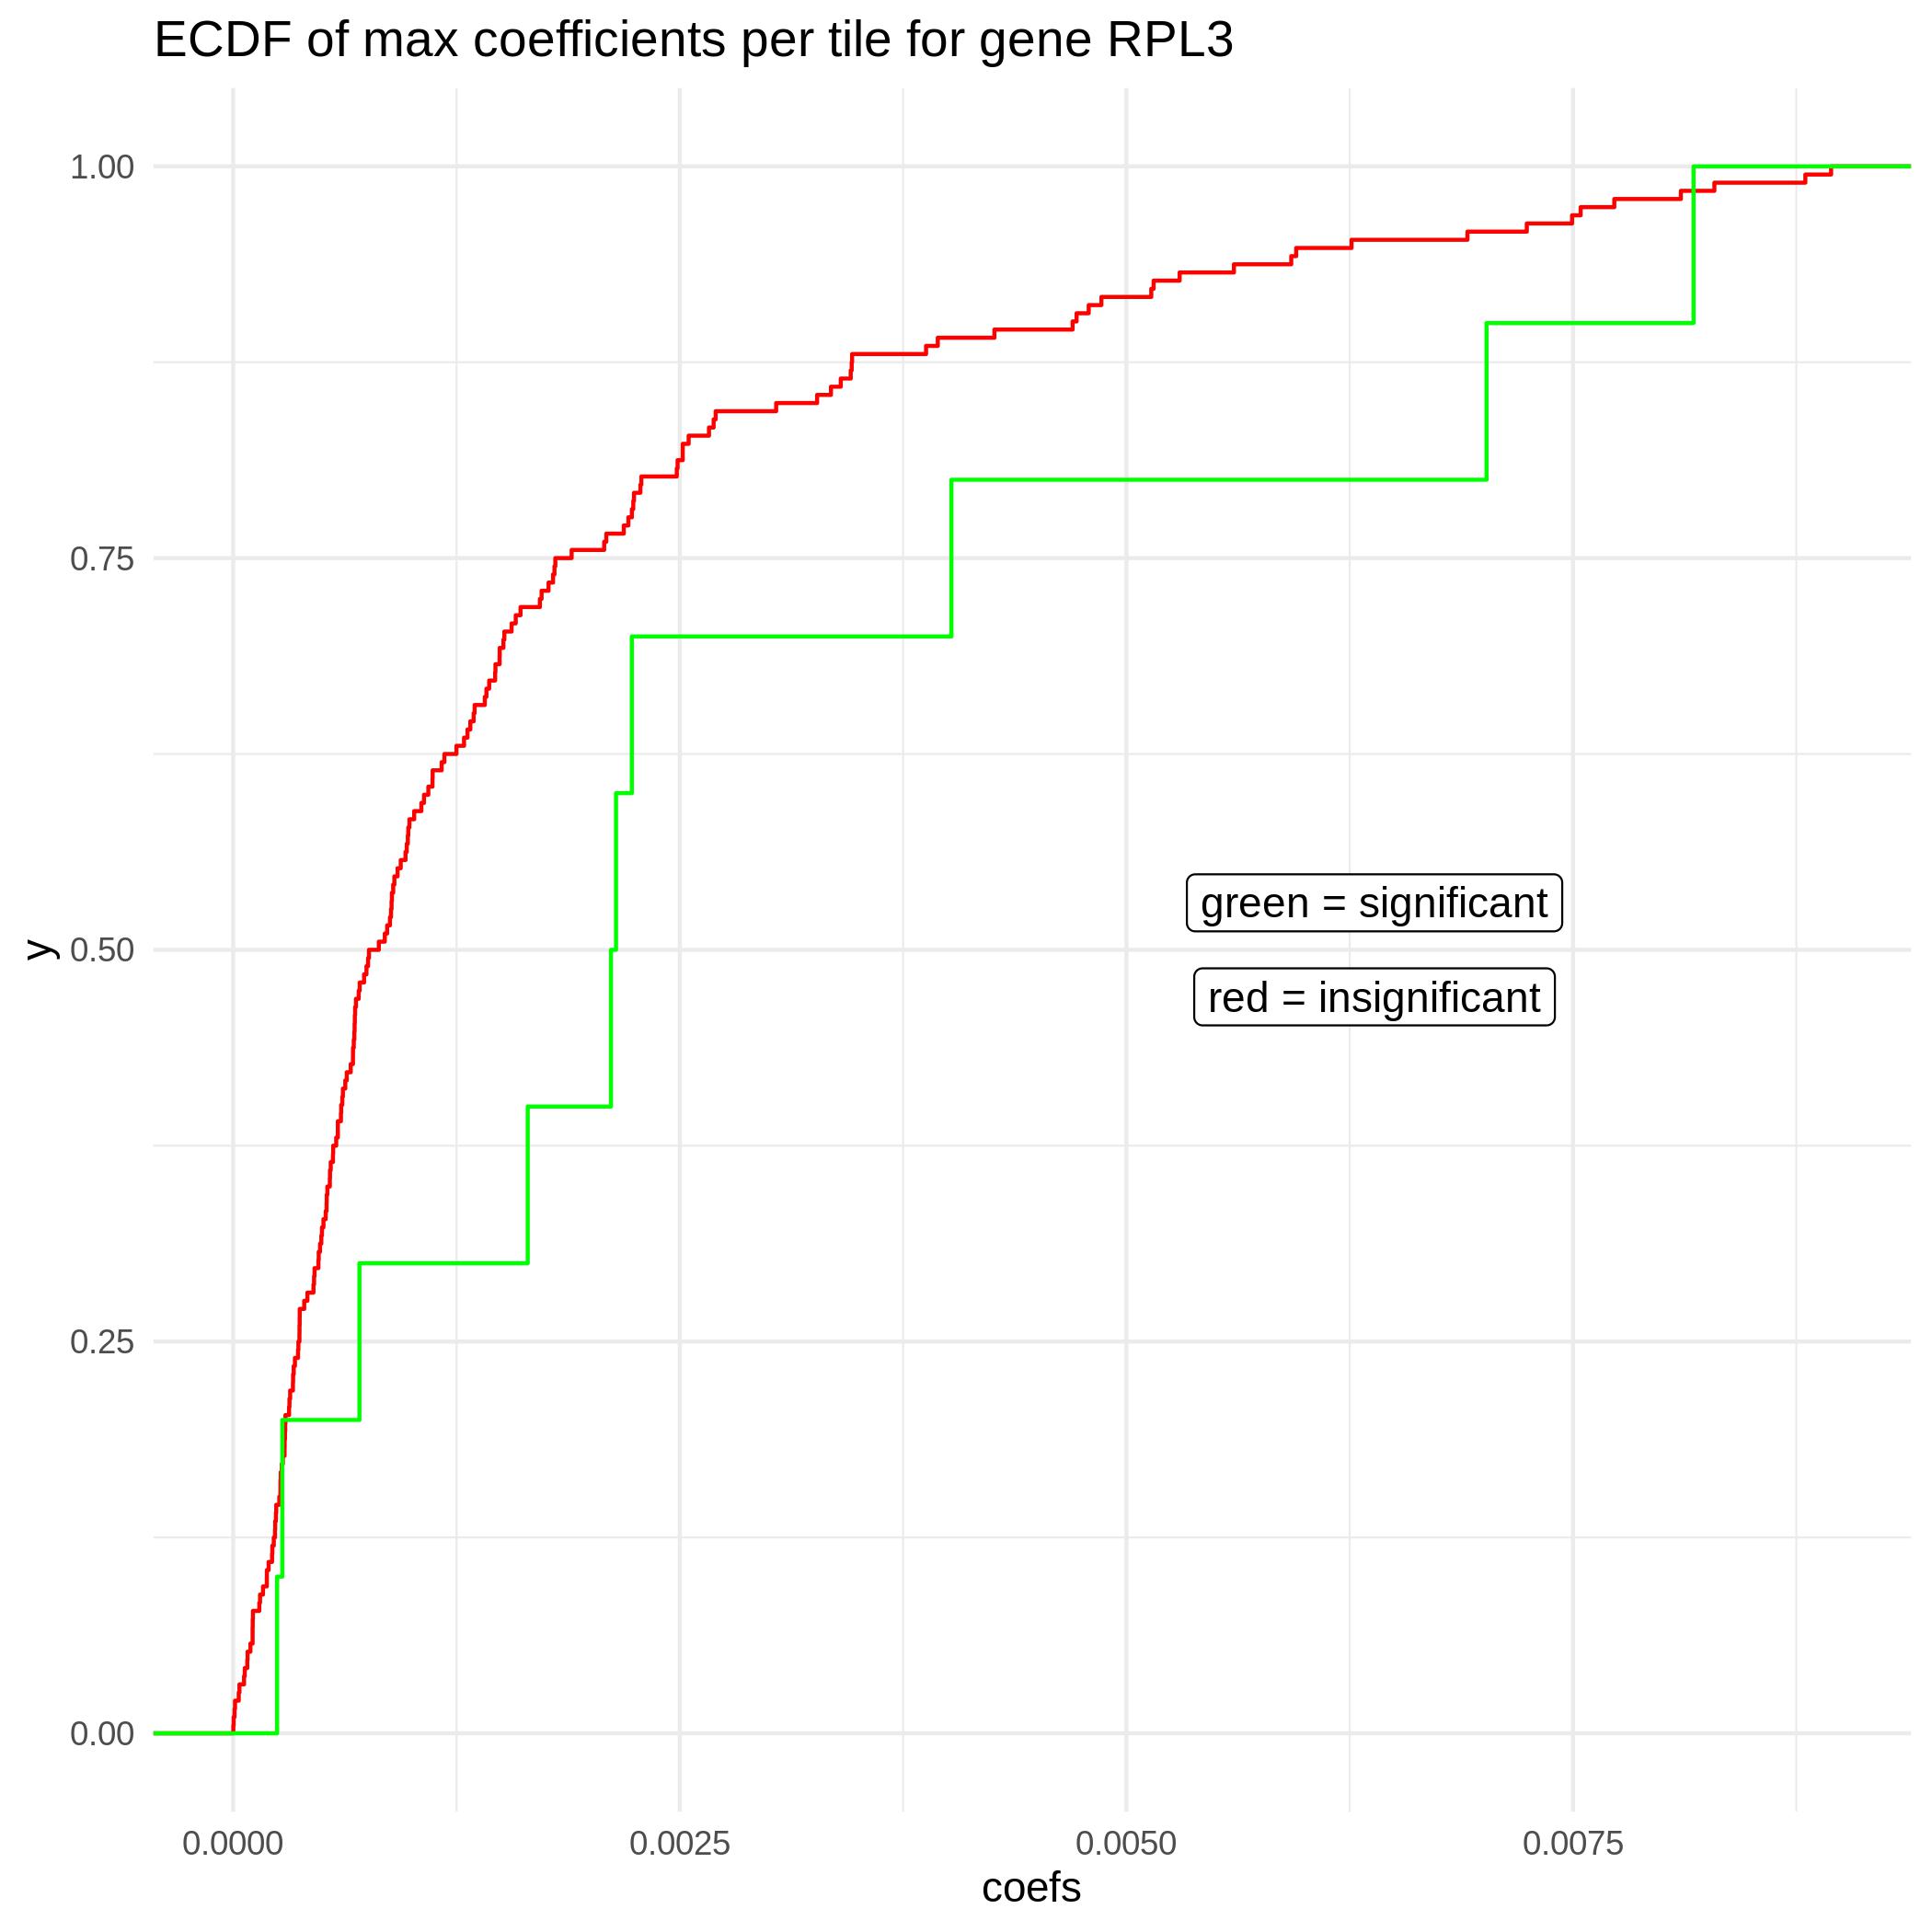 ECDF of max coefficients per tile for gene RPL3
1.00
0.75
0.50
0.25
0.00
y
green = significant
red = insignificant
0.0000
0.0025
0.0050
0.0075
coefs